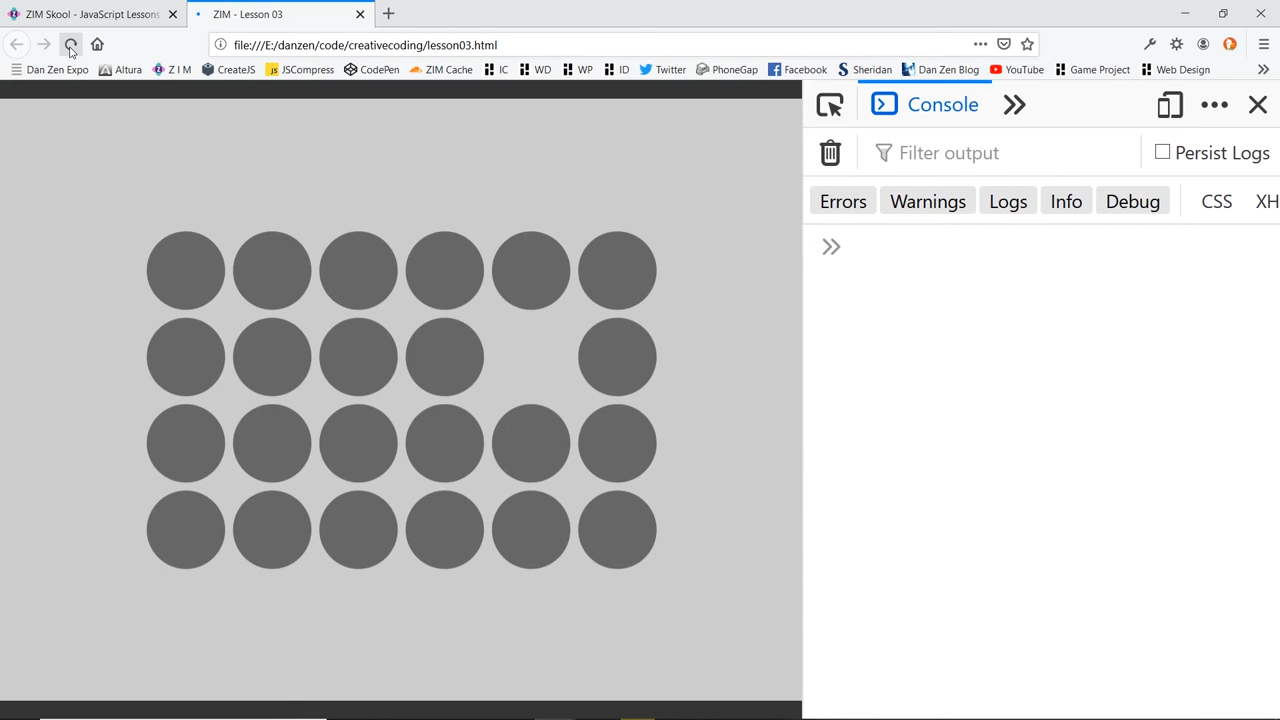 ZIM Skool - JavaScript Lessons
ZIM - Lesson 03
file:///E:/danzen/code/creativecoding/lesson03.html
Dan Zen Expo Altura Z I M CreateJS JSCompress CodePen ZIM Cache IC WD WP ID Twitter PhoneGap Facebook Sheridan Dan Zen Blog YouTube Game Project Web Design
Console
Filter output Persist Logs
Errors Warnings Logs Info Debug CSS XH